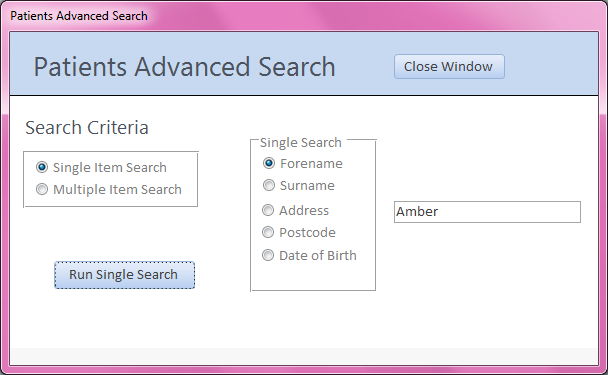 Patients Advanced Search
Patients Advanced Search
Close Window
Search Criteria
Single Item Search
Multiple Item Search
Run Single Search
Single Search
Forename
Surname
Address
Postcode
Date of Birth
Amber